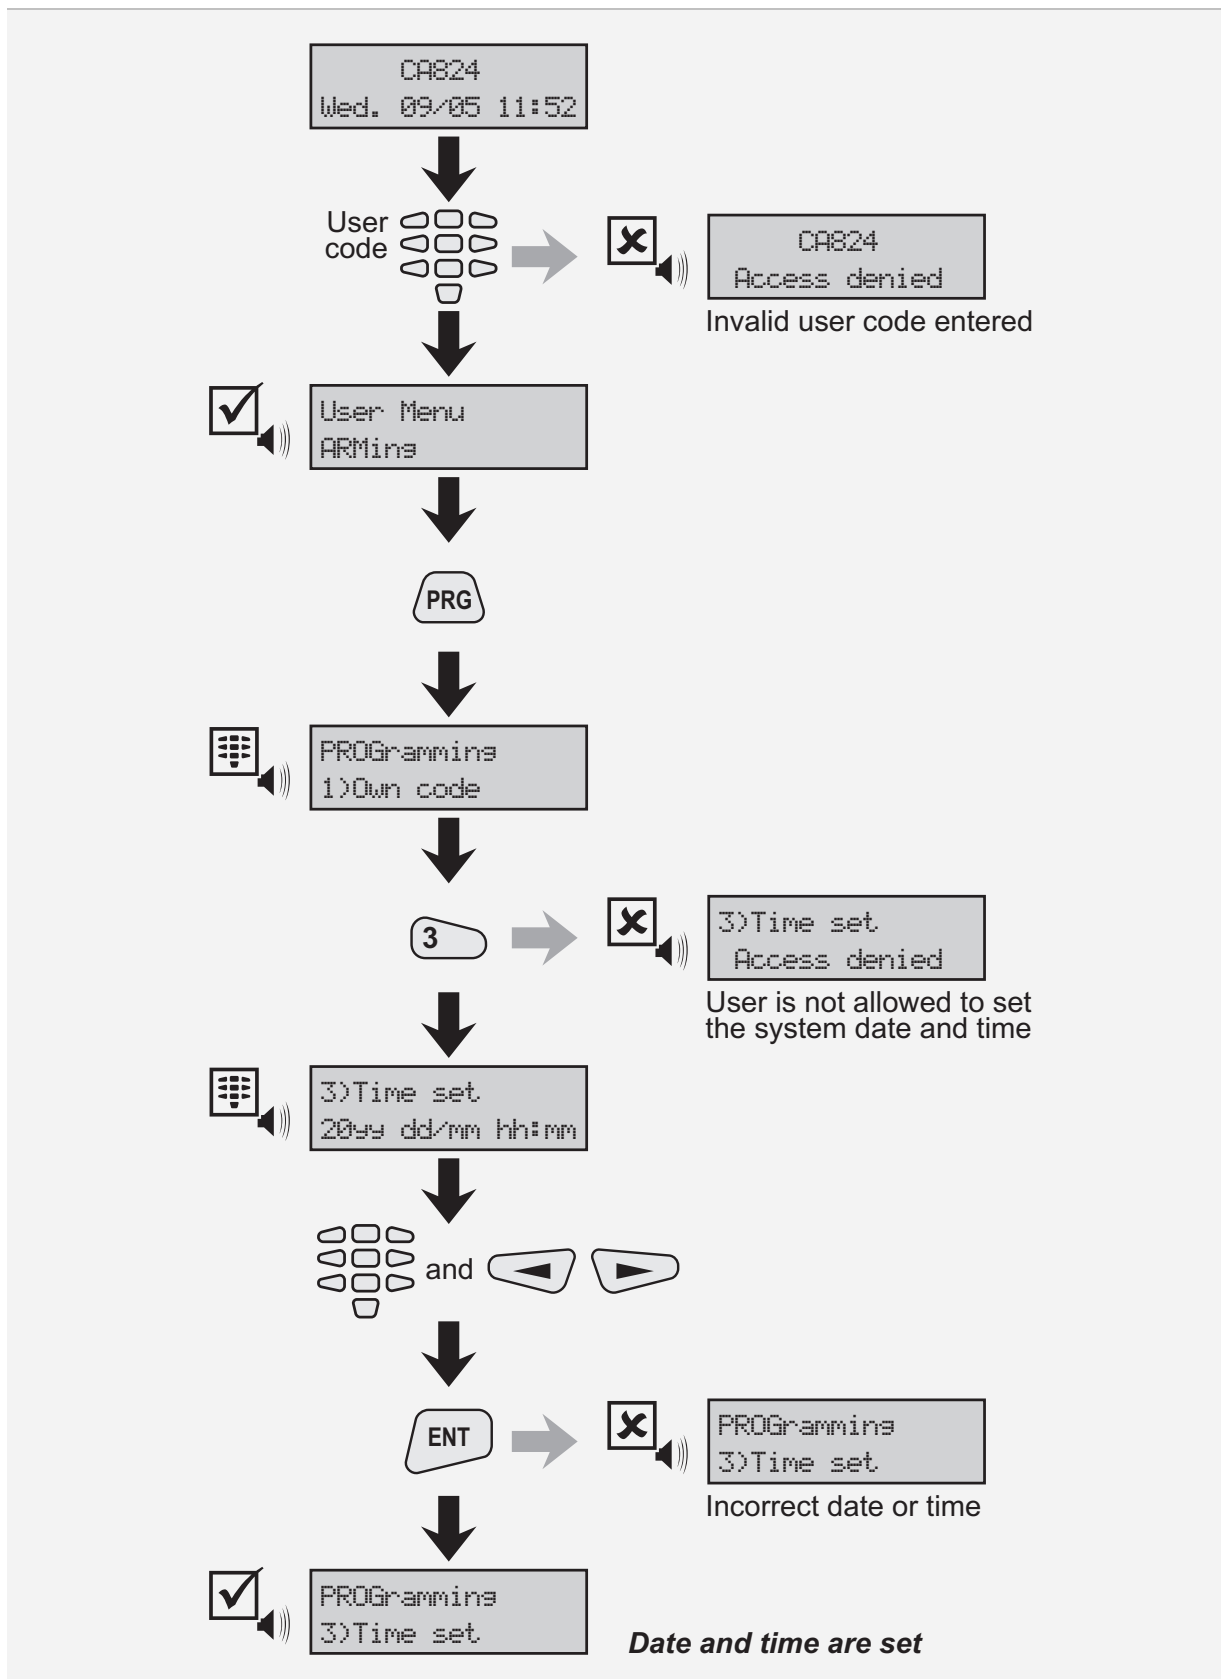 CA824
Wed. 09/05 11:52
User
code
CA824
Access denied
Invalid user code entered
User Menu
ARMing
PRG
PROGramming
1)Own code
3
3)Time set
Access denied
User is not allowed to set
the system date and time
3)Time set
20yy dd/mm hh:mm
and
ENT
PROGramming
3)Time set
Incorrect date or time
PROGramming
3)Time set
Date and time are set